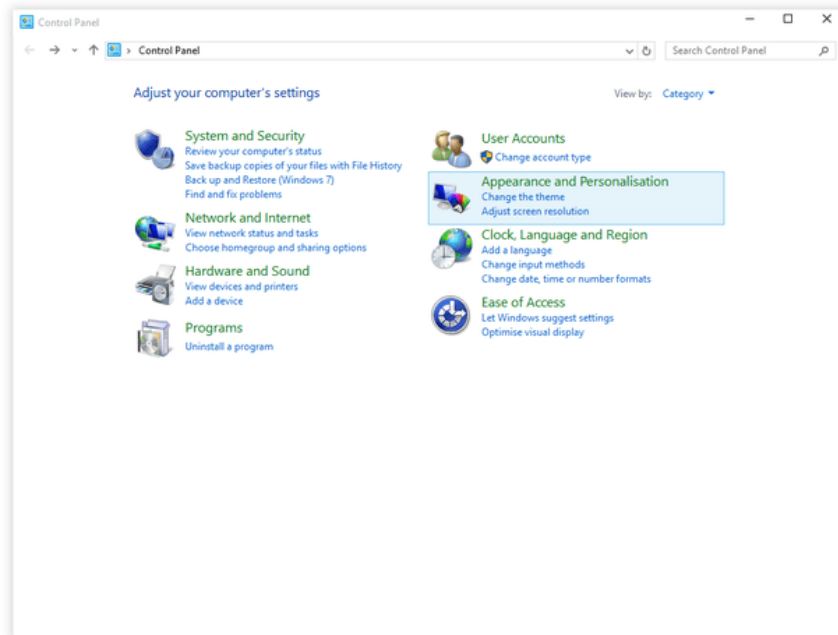 Control Panel
Control Panel
Search Control Panel
Adjust your computer's settings
View by: Category
System and Security
Review your computer's status
Save backup copies of your files with File History
Back up and Restore (Windows 7)
Find and fix problems
Network and Internet
View network status and tasks
Choose homegroup and sharing options
Hardware and Sound
View devices and printers
Add a device
Programs
Uninstall a program
User Accounts
Change account type
Appearance and Personalisation
Change the theme
Adjust screen resolution
Clock, Language and Region
Add a language
Change input methods
Change date, time or number formats
Ease of Access
Let Windows suggest settings
Optimise visual display